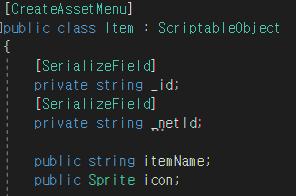 [CreateAssetMenu]
public class Item : ScriptableObject
{
[SerializeField]
private string _id;
[SerializeField]
private string _netId;
public string itemName;
public Sprite icon;